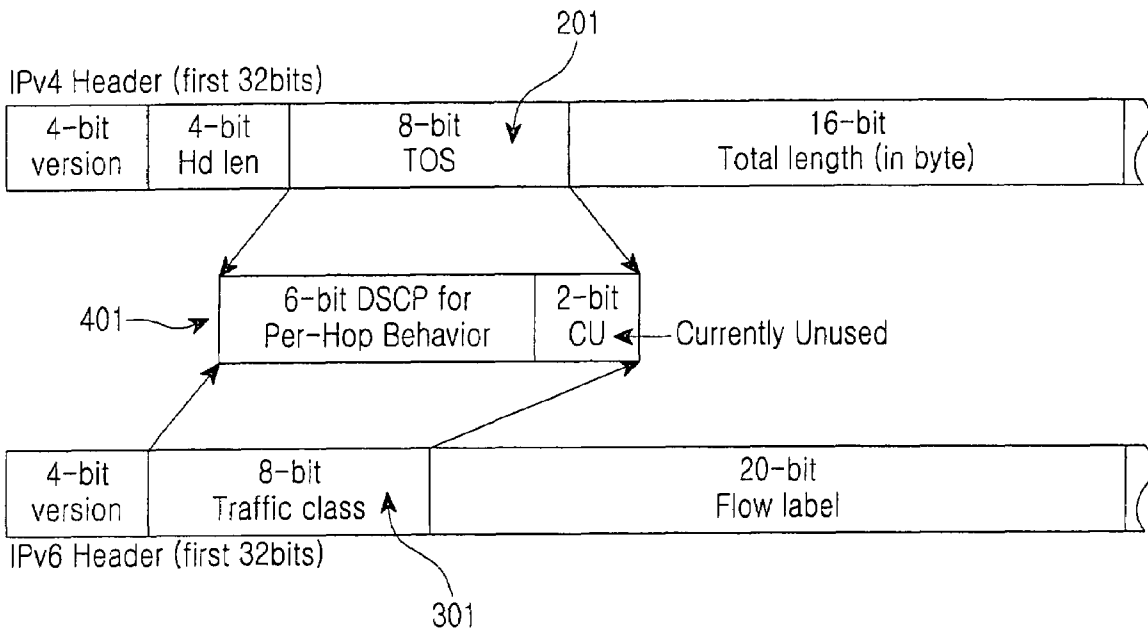 201
IPv4 Header (first 32bits)
4-bit
version
4-bit
Hd len
8-bit
TOS
16-bit
Total length (in byte)
401
6-bit DSCP for
Per-Hop Behavior
2-bit
CU
Currently Unused
4-bit
version
8-bit
Traffic class
20-bit
Flow label
IPv6 Header (first 32bits)
301